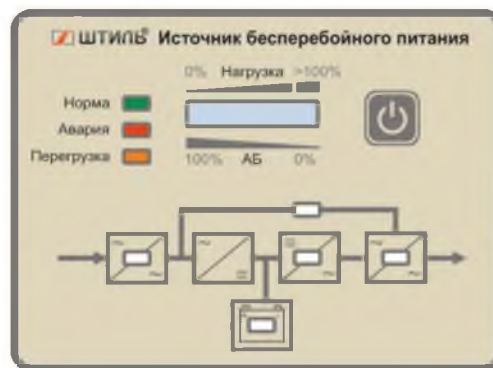 ШТИЛЬ® Источник бесперебойного питания
0% Нагрузка >100%
Норма
Авария
Перегрузка
100% АБ 0%